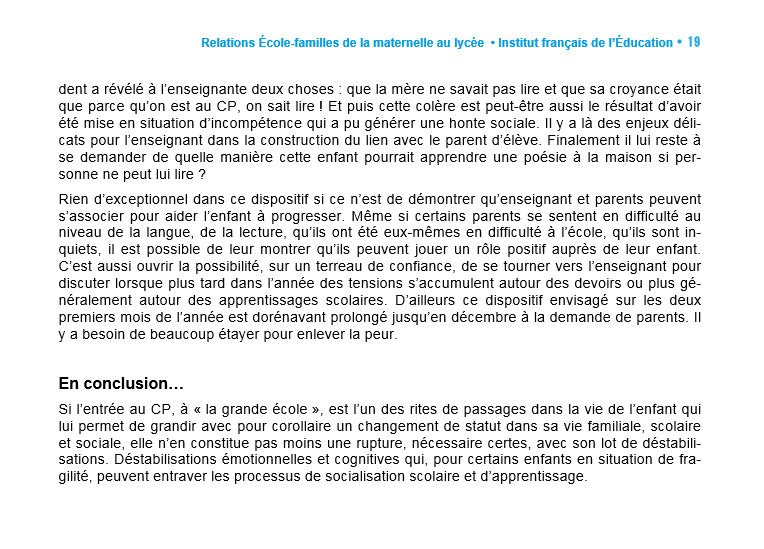 Relations École-familles de la maternelle au lycée • Institut français de l’Éducation • 19
dent a révélé à l’enseignante deux choses : que la mère ne savait pas lire et que sa croyance était
que parce qu’on est au CP, on sait lire ! Et puis cette colère est peut-être aussi le résultat d’avoir
été mise en situation d’incompétence qui a pu générer une honte sociale. Il y a là des enjeux déli-
cats pour l’enseignant dans la construction du lien avec le parent d’élève. Finalement il lui reste à
se demander de quelle manière cette enfant pourrait apprendre une poésie à la maison si per-
sonne ne peut lui lire ?
Rien d’exceptionnel dans ce dispositif si ce n’est de démontrer qu’enseignant et parents peuvent
s’associer pour aider l’enfant à progresser. Même si certains parents se sentent en difficulté au
niveau de la langue, de la lecture, qu’ils ont été eux-mêmes en difficulté à l’école, qu’ils sont in-
quiets, il est possible de leur montrer qu’ils peuvent jouer un rôle positif auprès de leur enfant.
C’est aussi ouvrir la possibilité, sur un terreau de confiance, de se tourner vers l’enseignant pour
discuter lorsque plus tard dans l’année des tensions s’accumulent autour des devoirs ou plus gé-
néralement autour des apprentissages scolaires. D’ailleurs ce dispositif envisagé sur les deux
premiers mois de l’année est dorénavant prolongé jusqu’en décembre à la demande de parents. Il
y a besoin de beaucoup étayer pour enlever la peur.
En conclusion…
Si l’entrée au CP, à « la grande école », est l’un des rites de passages dans la vie de l’enfant qui
lui permet de grandir avec pour corollaire un changement de statut dans sa vie familiale, scolaire
et sociale, elle n’en constitue pas moins une rupture, nécessaire certes, avec son lot de déstabili-
sations. Déstabilisations émotionnelles et cognitives qui, pour certains enfants en situation de fra-
gilité, peuvent entraver les processus de socialisation scolaire et d’apprentissage.